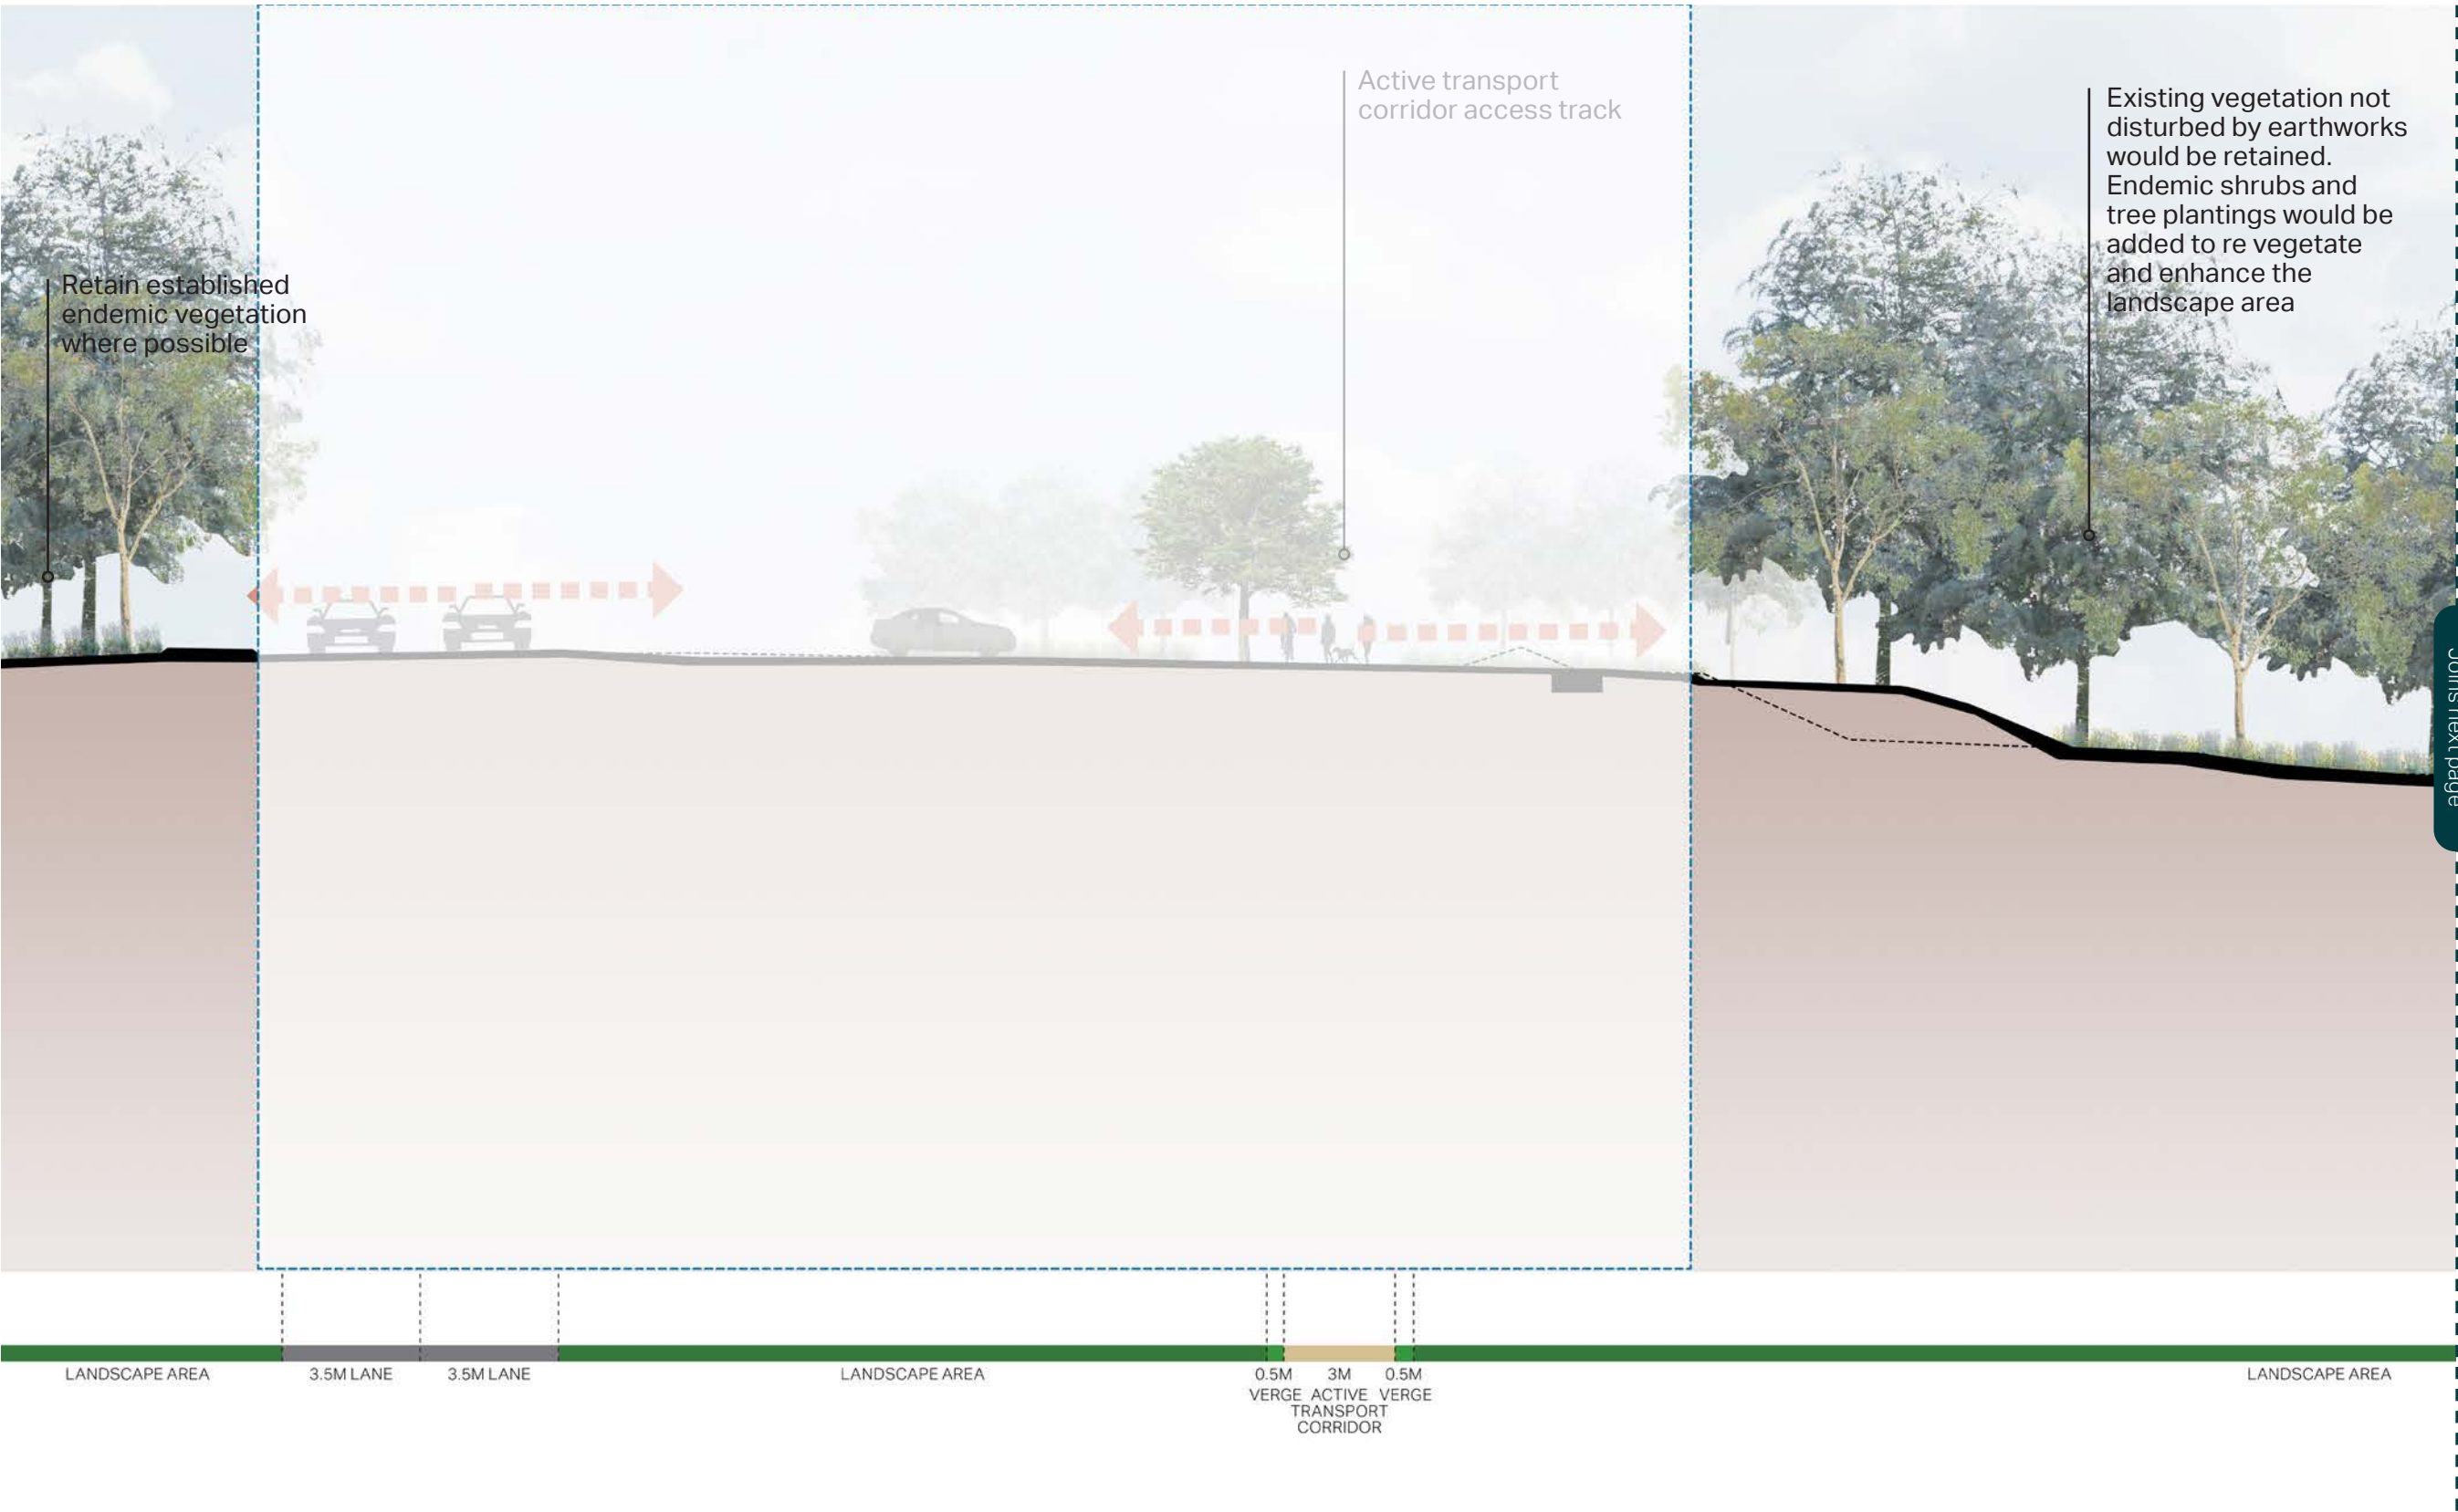 Active transport
corridor access track
Existing vegetation not
disturbed by earthworks
would be retained.
Endemic shrubs and
tree plantings would be
added to re vegetate
and enhance the
landscape area
Retain established
endemic vegetation
where possible
Joins next page
LANDSCAPE AREA
3.5M LANE
3.5M LANE
LANDSCAPE AREA
0.5M
VERGE
3M
ACTIVE
TRANSPORT
CORRIDOR
0.5M
VERGE
LANDSCAPE AREA